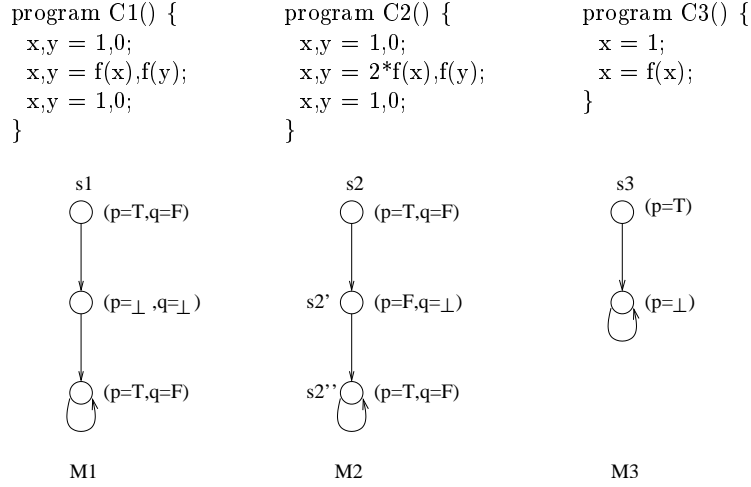 program C1() {
x,y = 1,0;
x,y = f(x),f(y);
x,y = 1,0;
}
program C2() {
x,y = 1,0;
x,y = 2*f(x),f(y);
x,y = 1,0;
}
program C3() {
x = 1;
x = f(x);
}
s1
(p=T,q=F)
(p=⊥ ,q=⊥)
(p=T,q=F)
M1
s2
(p=T,q=F)
s2' (p=F,q=⊥)
s2'' (p=T,q=F)
M2
s3
(p=T)
(p=⊥)
M3